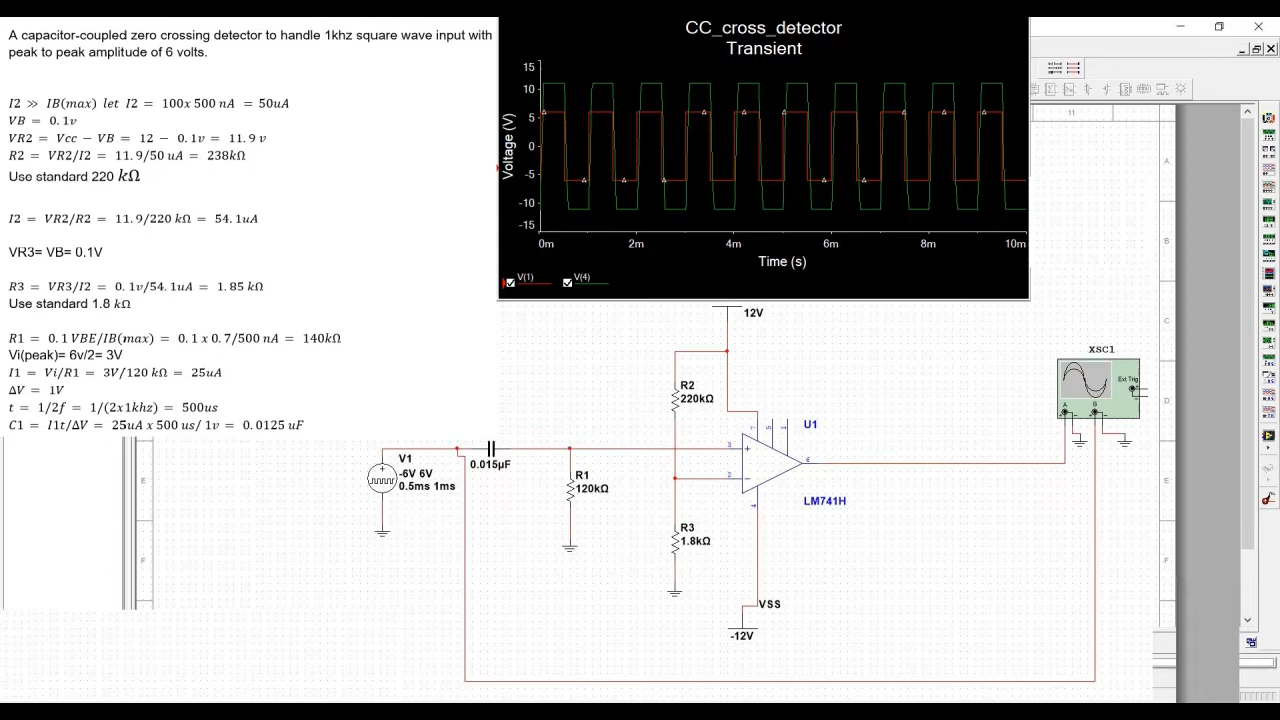 A capacitor-coupled zero crossing detector to handle 1khz square wave input with
peak to peak amplitude of 6 volts.
I2 ≫ IB(max) let I2 = 100x 500 nA = 50uA
VB = 0.1v
VR2 = Vcc − VB = 12 − 0.1v = 11.9 v
R2 = VR2/I2 = 11.9/50 uA = 238kΩ
Use standard 220 kΩ
I2 = VR2/R2 = 11.9/220 kΩ = 54.1uA
VR3= VB= 0.1V
R3 = VR3/I2 = 0.1v/54.1uA = 1.85 kΩ
Use standard 1.8 kΩ
R1 = 0.1 VBE/IB(max) = 0.1 x 0.7/500 nA = 140kΩ
Vi(peak)= 6v/2= 3V
I1 = Vi/R1 = 3V/120 kΩ = 25uA
ΔV = 1V
t = 1/2f = 1/(2x1khz) = 500us
C1 = I1t/ΔV = 25uA x 500 us/ 1v = 0.0125 uF
CC_cross_detector
Transient
Voltage (V)
15
10
5
0
-5
-10
-15
0m
2m
4m
6m
8m
10m
Time (s)
V(1)
V(4)
11
A
B
C
D
E
F
E
F
12V
R2
220kΩ
U1
7
5
1
3
2
6
4
LM741H
V1
-6V 6V
0.5ms 1ms
0.015µF
R1
120kΩ
R3
1.8kΩ
VSS
-12V
XSC1
Ext Trig
A
B